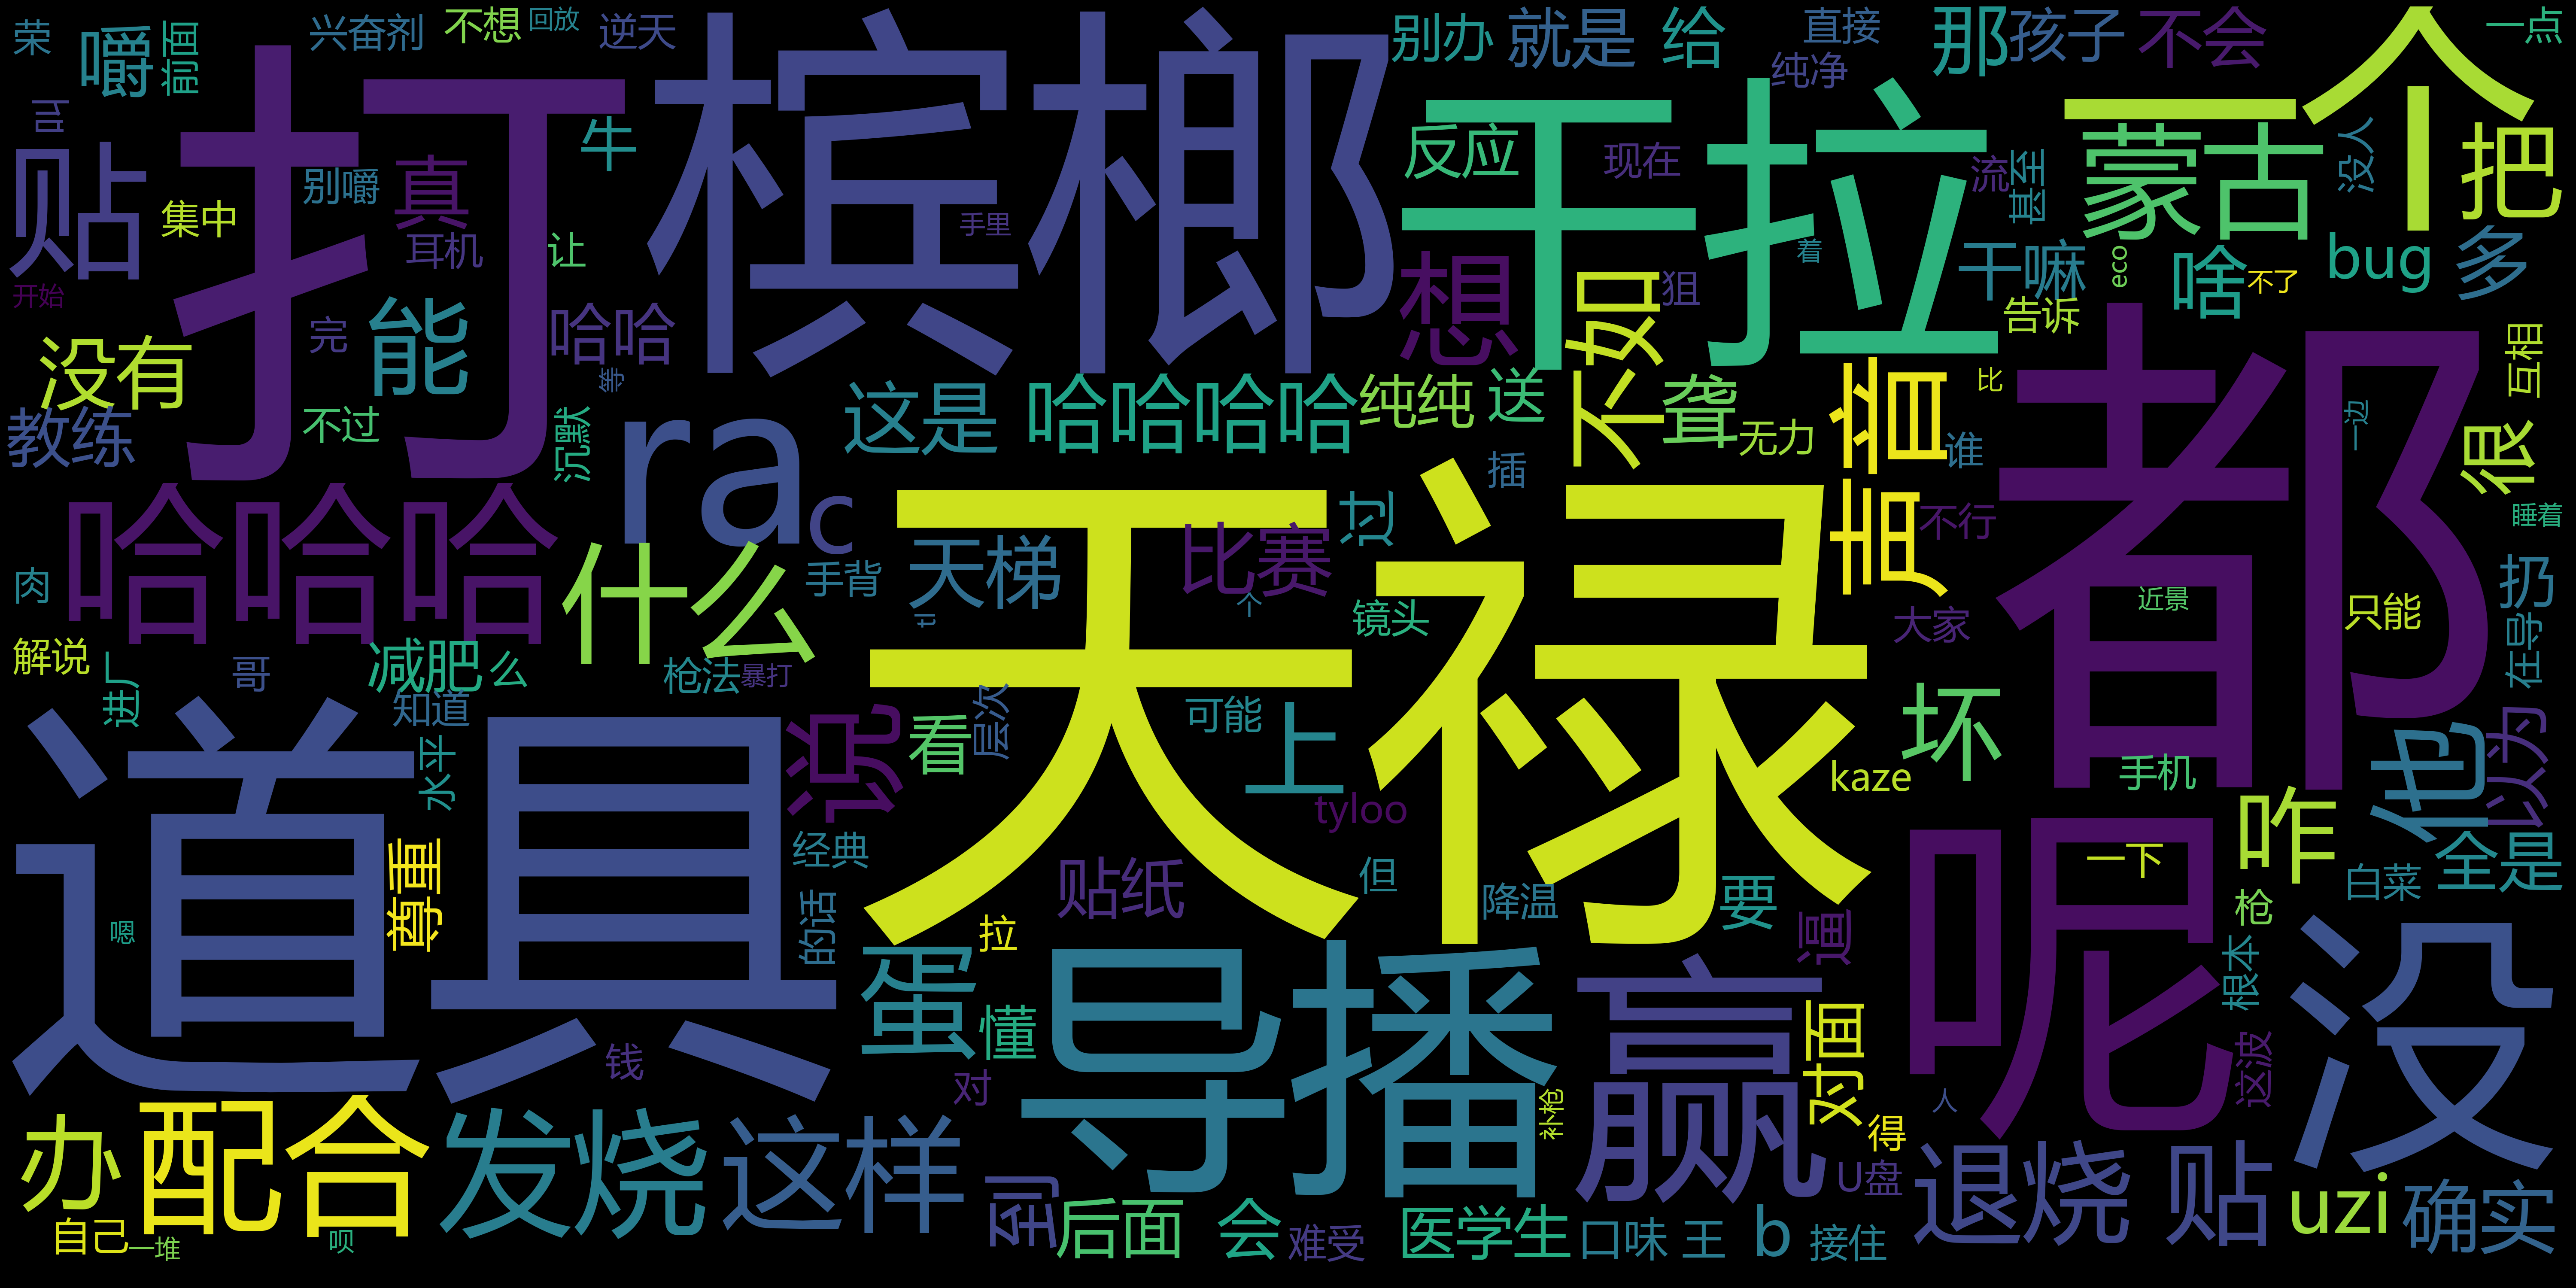 荣
嚼
前面
兴奋剂
不想
回放
逆天
槟榔
别办
就是
给
直接
纯净
那
孩子
不会
一个
一点
叫
打
牛
干拉
反应
现在
流
甚至
蒙古
没人
把
贴
集中
别嚼
真
耳机
让
手里
想
不如
狙
着
干嘛
eco
啥
不了
bug
多
开始
完
能
哈哈
等
告诉
没有
教练
不过
沉默
ra
c
这是
哈哈哈哈
纯纯
送
聋
无力
声音
谁
比
都
一边
互相
很
睡着
哈哈哈
什么
手背
天梯
tl
比赛
个
过
插
镜头
天禄
不行
大家
近景
只能
扔
在导
肉
解说
进厂
哥
减肥
么
枪法
暴打
知道
水平
道具
说
看
层次
可能
上
tyloo
kaze
坏
手机
他
以为
尊重
嗯
经典
的话
贴纸
拉
但
降温
要
逼
呢
一下
咋
枪
白菜
全是
根本
蛋
懂
导播
赢
对面
这波
没
钱
对
补枪
人
得
办
配合
发烧
这样
到
后面
会
难受
医学生
口味
王
b
U盘
接住
退烧
贴
uzi
确实
自己
一堆
呗